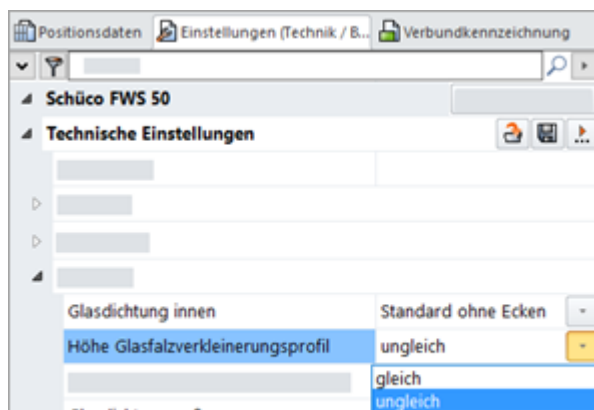 Positionsdaten Einstellungen (Technik / B... Verbundkennzeichnung
Schüco FWS 50
Technische Einstellungen
Glasdichtung innen Standard ohne Ecken
Höhe Glasfalzverkleinerungsprofil ungleich
gleich
ungleich